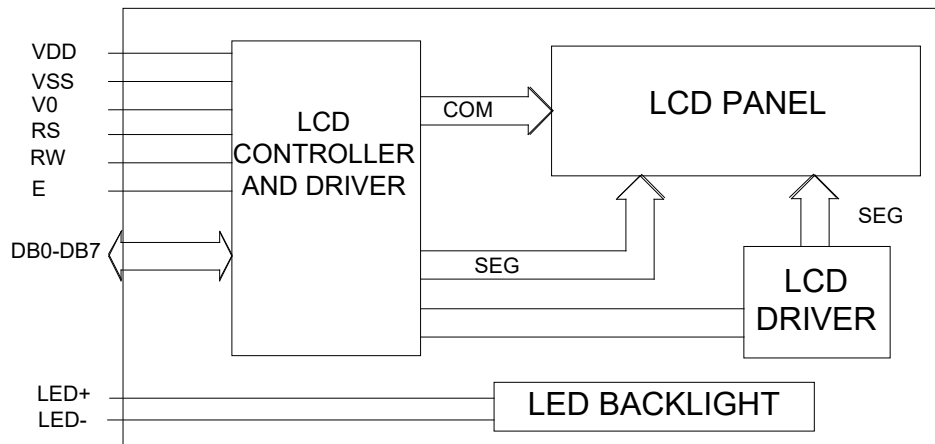 VDD
VSS
V0
RS
RW
E
DB0-DB7
LED+
LED-
LCD
CONTROLLER
AND DRIVER
COM
SEG
LCD PANEL
SEG
LCD
DRIVER
LED BACKLIGHT